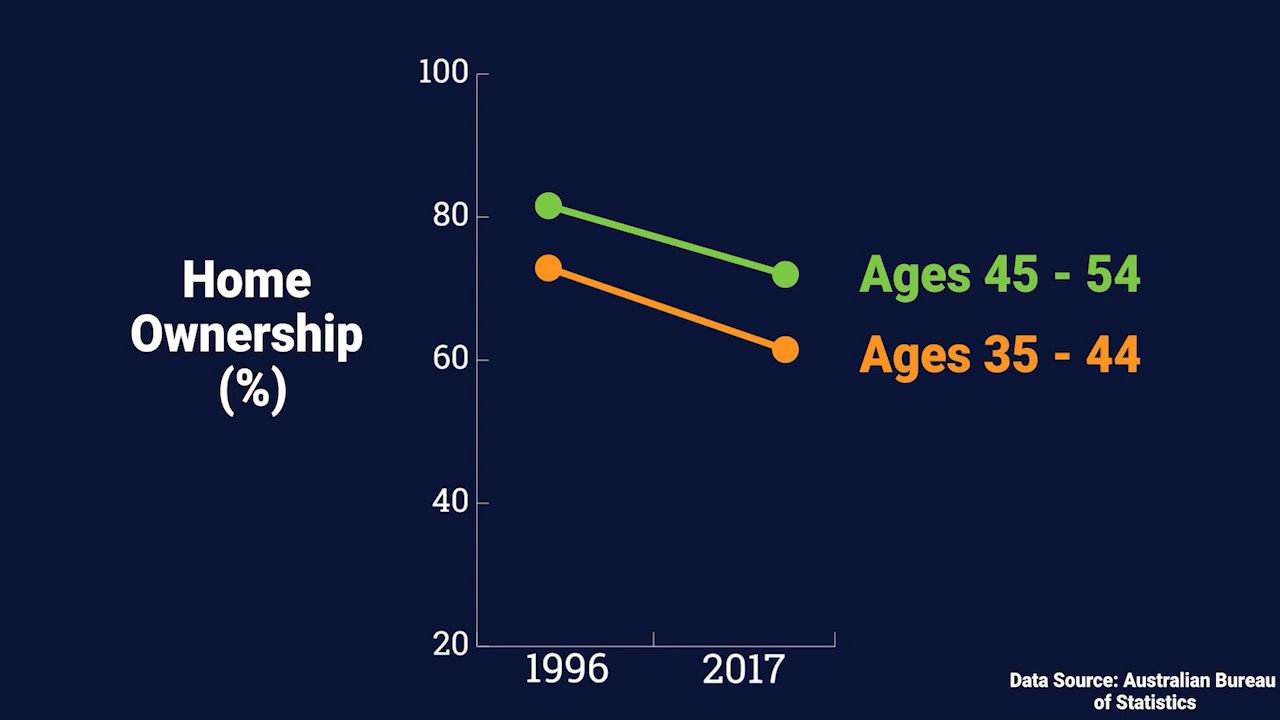 Home
Ownership
(%)
100
80
60
40
20
1996
2017
Ages 45 - 54
Ages 35 - 44
Data Source: Australian Bureau
of Statistics